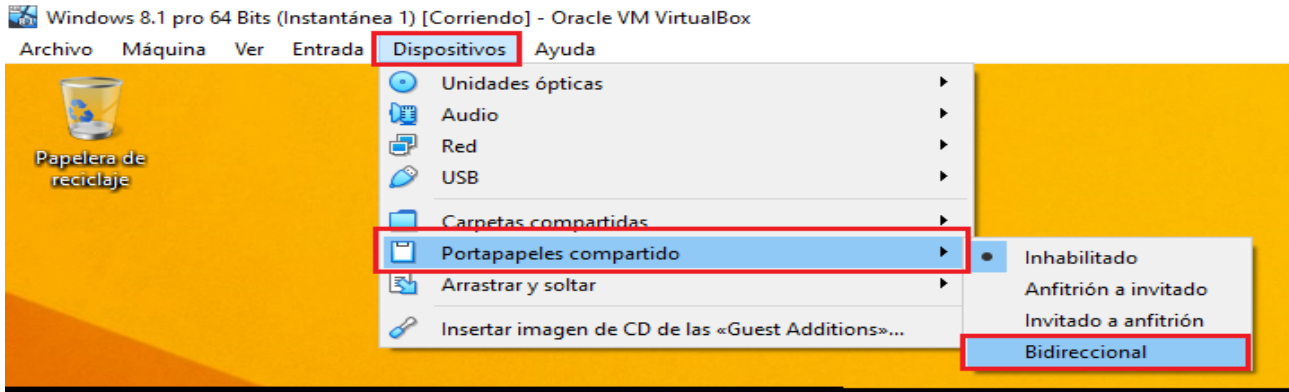 Windows 8.1 pro 64 Bits (Instantánea 1) [Corriendo] - Oracle VM VirtualBox
Archivo Máquina Ver Entrada Dispositivos Ayuda
Papelera de
reciclaje
Unidades ópticas
Audio
Red
USB
Carpetas compartidas
Portapapeles compartido
Arrastrar y soltar
Insertar imagen de CD de las «Guest Additions»...
Inhabilitado
Anfitrión a invitado
Invitado a anfitrión
Bidireccional